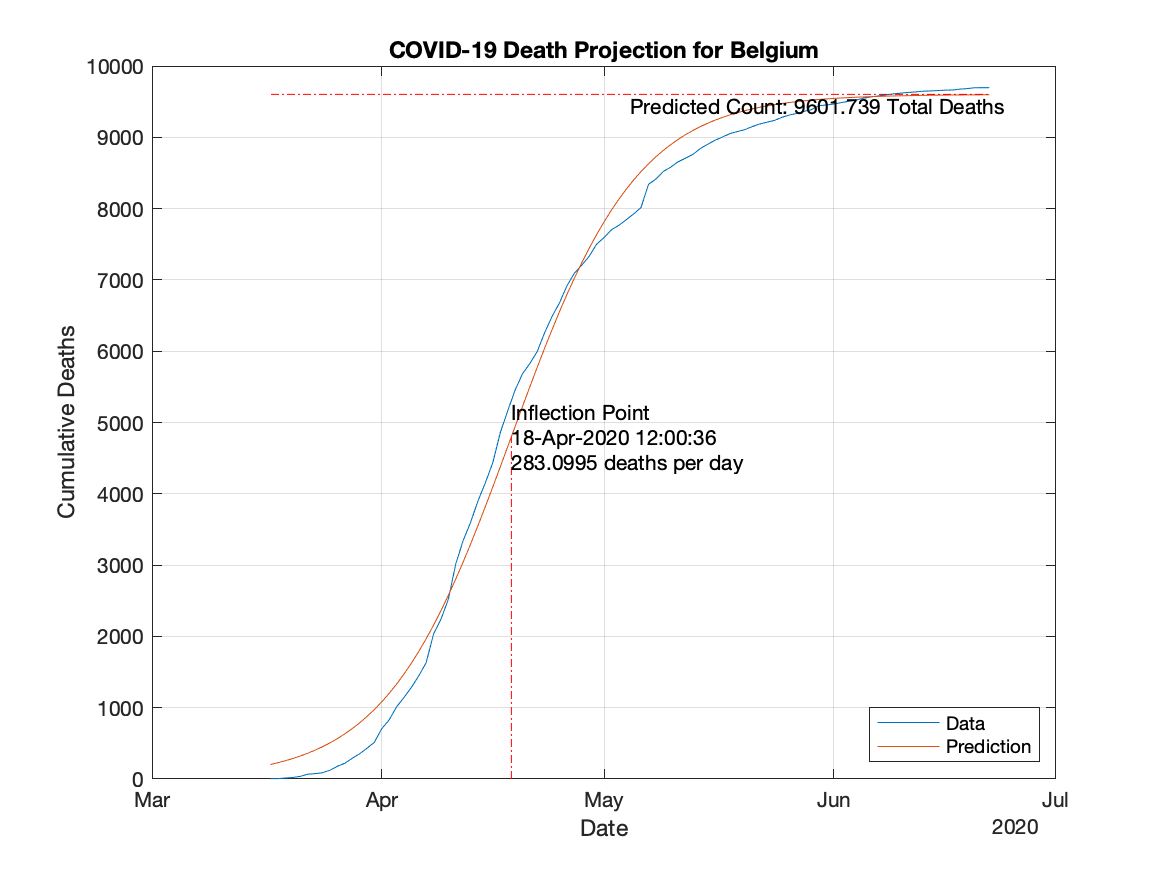 COVID-19 Death Projection for Belgium
10000
9000
8000
7000
6000
5000
4000
3000
2000
1000
0
Cumulative Deaths
Predicted Count: 9601.739 Total Deaths
Inflection Point
18-Apr-2020 12:00:36
283.0995 deaths per day
Data
Prediction
Mar Apr May Jun Jul
Date
2020